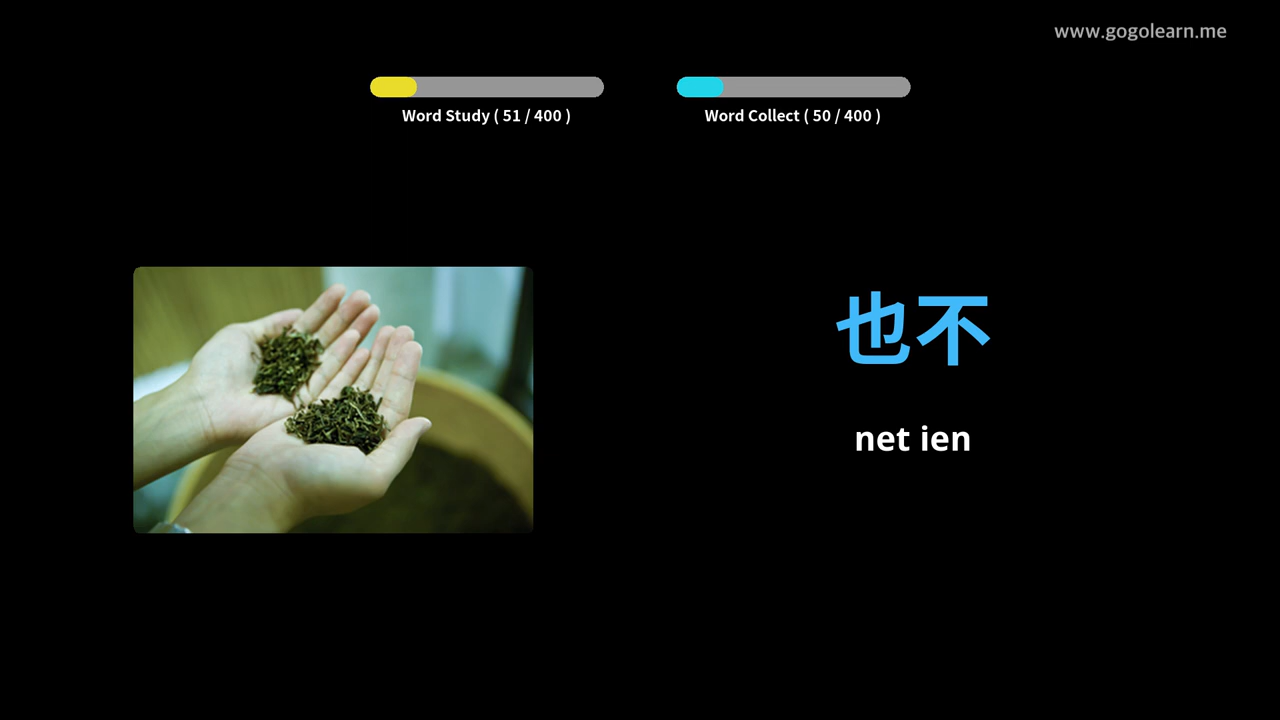 www.gogolearn.me
Word Study ( 51 / 400 )
Word Collect ( 50 / 400 )
也不
net ien